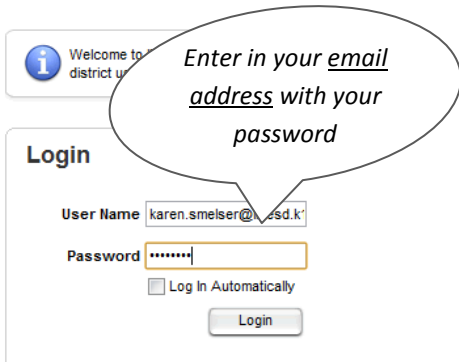 Welcome to
district
Enter in your email
address with your
password
Login
User Name karen.smelser@
Password ••••••••
Log In Automatically
Login